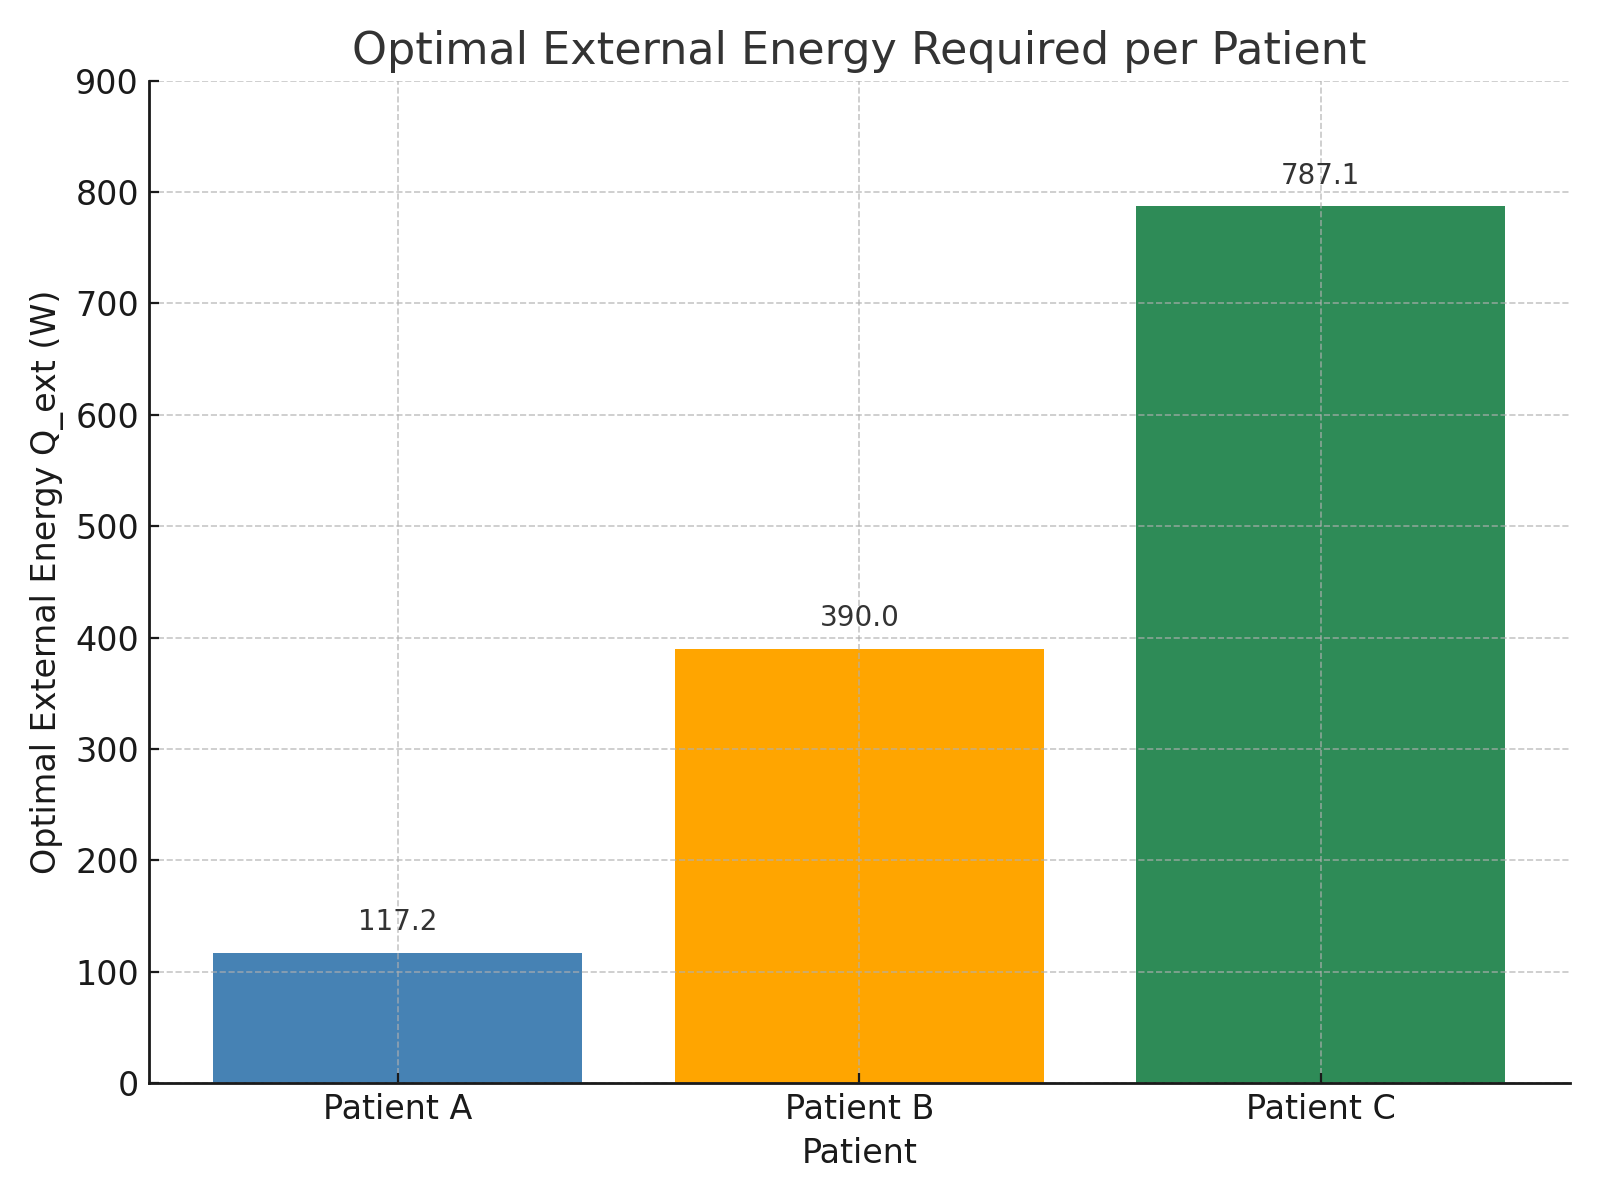 Optimal External Energy Required per Patient
Optimal External Energy Q_ext (W)
900
800
700
600
500
400
300
200
100
0
117.2
390.0
787.1
Patient A
Patient B
Patient C
Patient